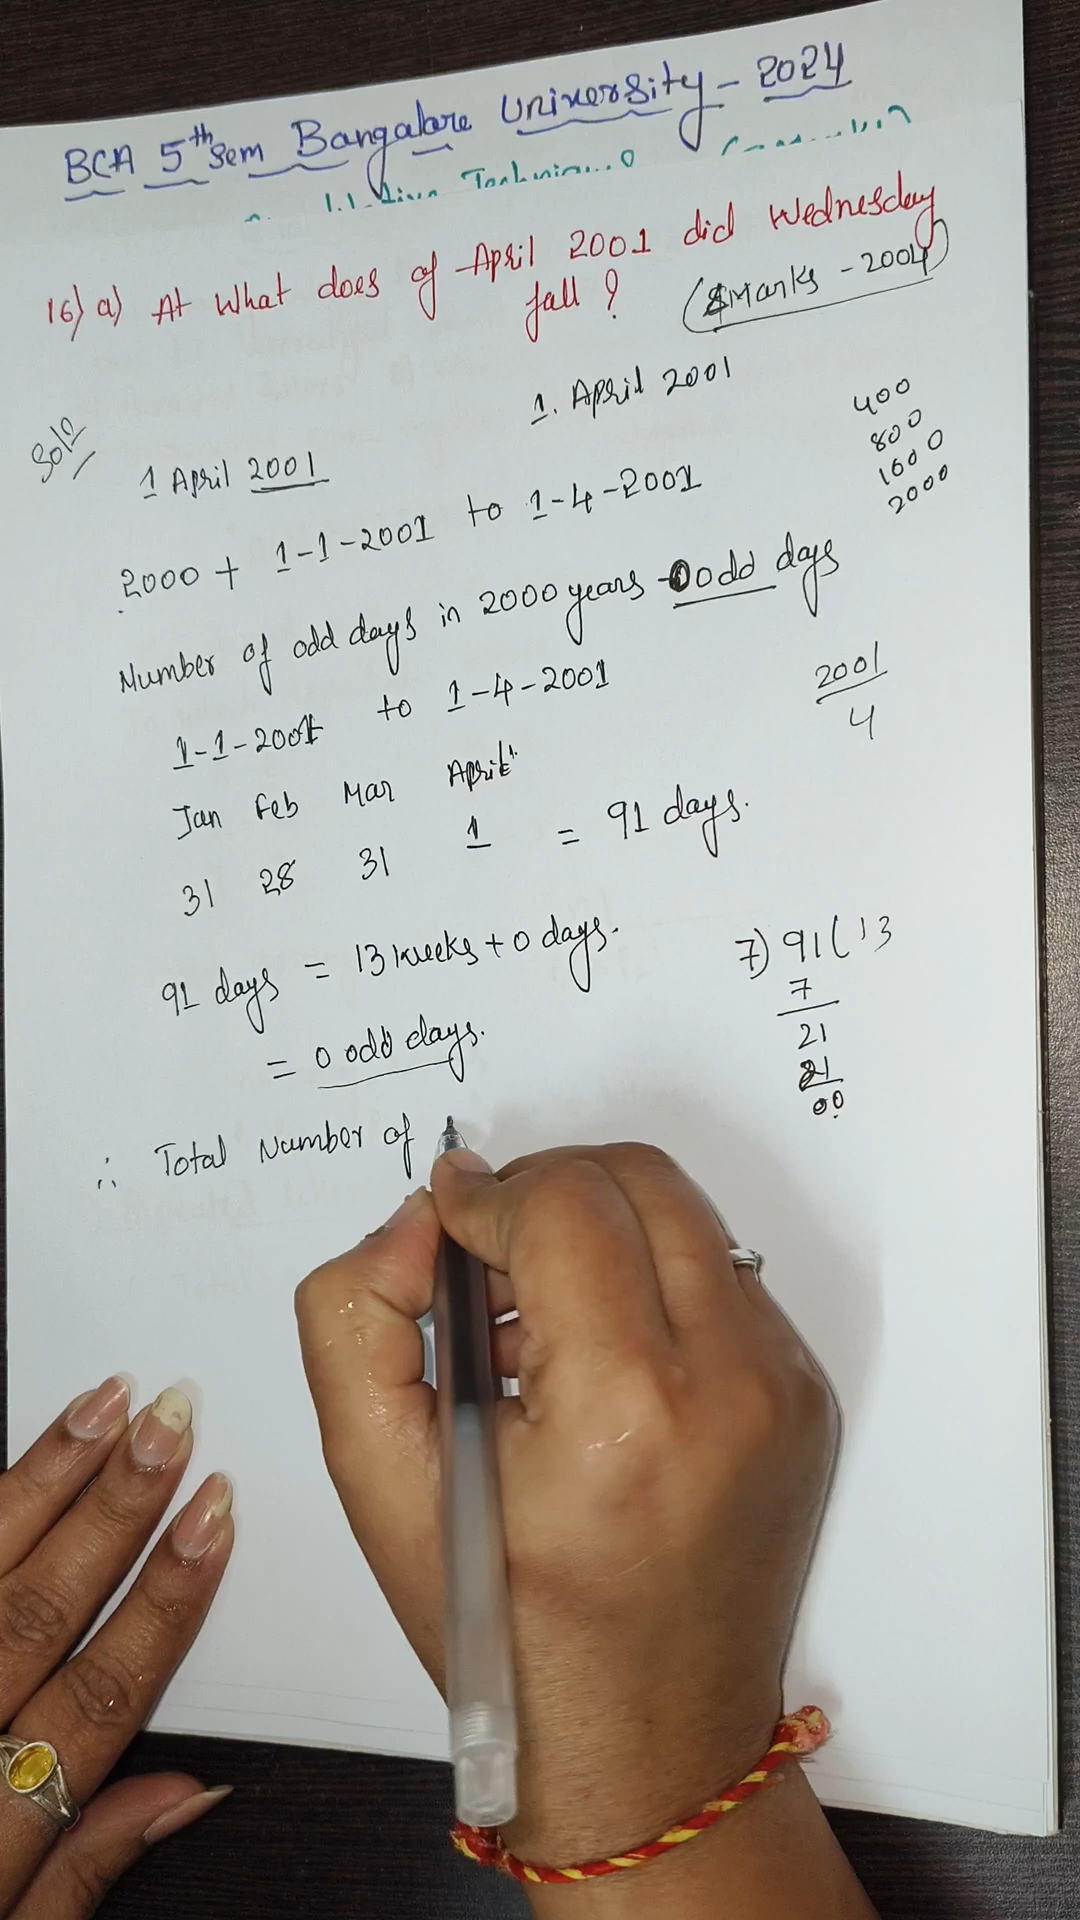 BCA 5th Sem Bangalore University - 2024
16) a) At What does of April 2001 did Wednesday
fall ?
(8Marks - 2004)
1. April 2001
Soln
1 April 2001
400
800
1600
2000
2000 + 1-1-2001 to 1-4-2001
Number of odd days in 2000 years - 0 odd days
1-1-2001 to 1-4-2001
2001
4
Jan Feb Mar April
31 28 31 1 = 91 days.
91 days = 13 weeks + 0 days.
7) 91 ( 13
7
21
21
00
= 0 odd days.
∴ Total Number of